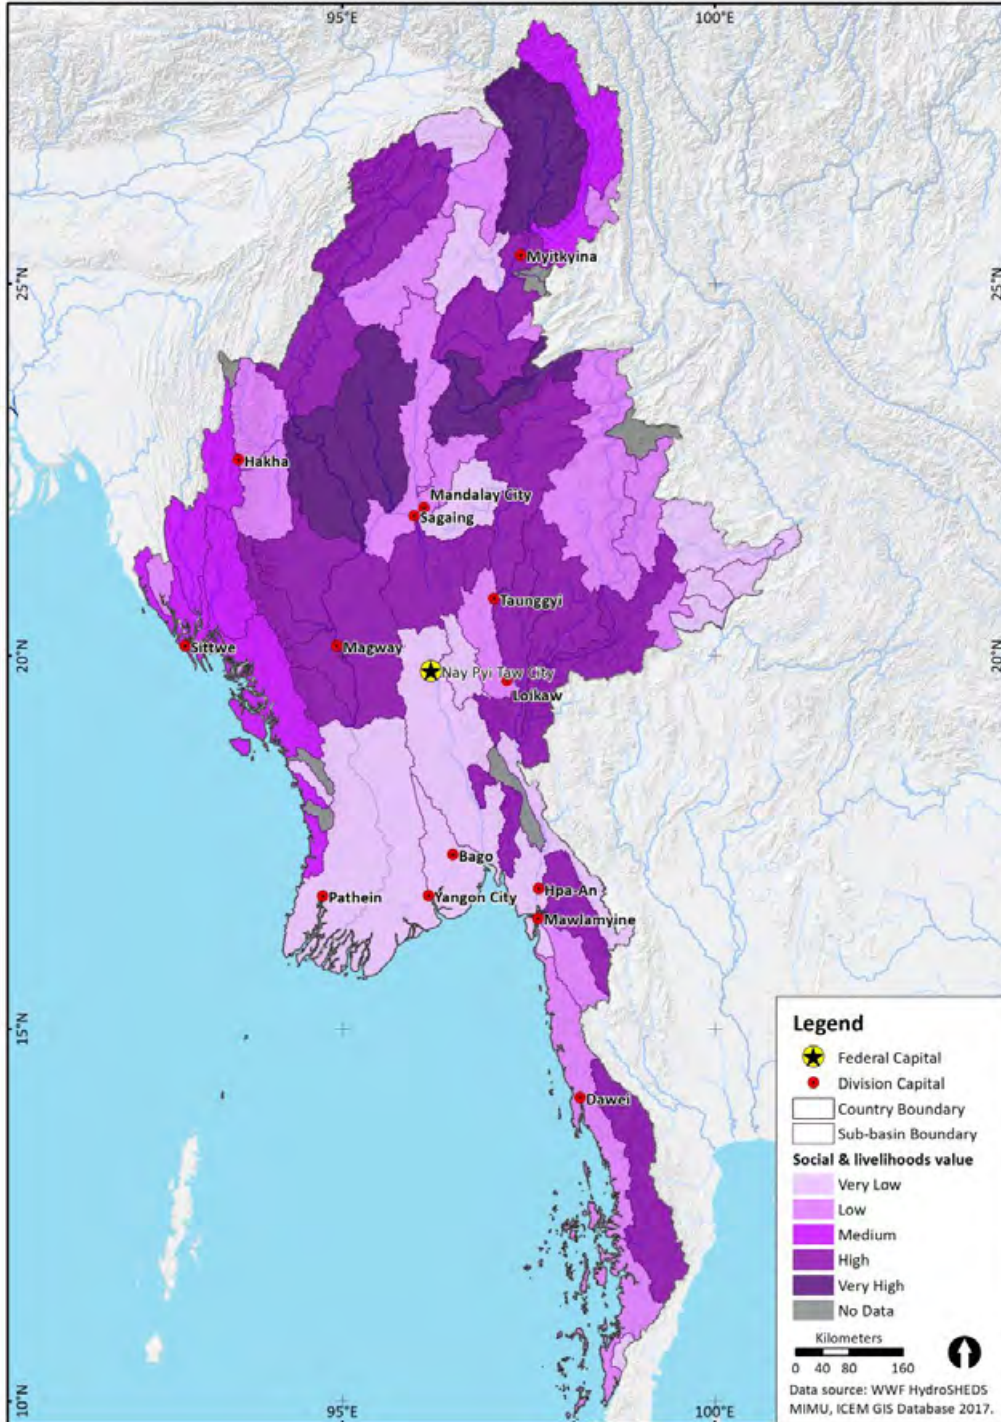 95°E
100°E
25°N
25°N
Myitkyina
Hakha
Mandalay City
Sagaing
Taunggyi
20°N
20°N
Sittwe
Magway
Nay Pyi Taw City
Loikaw
Bago
Pathein
Yangon City
Hpa-An
Mawlamyine
15°N
Dawei
10°N
95°E
100°E
Legend
Federal Capital
Division Capital
Country Boundary
Sub-basin Boundary
Social & livelihoods value
Very Low
Low
Medium
High
Very High
No Data
Kilometers
0 40 80 160
Data source: WWF HydroSHEDS
MIMU, ICEM GIS Database 2017.